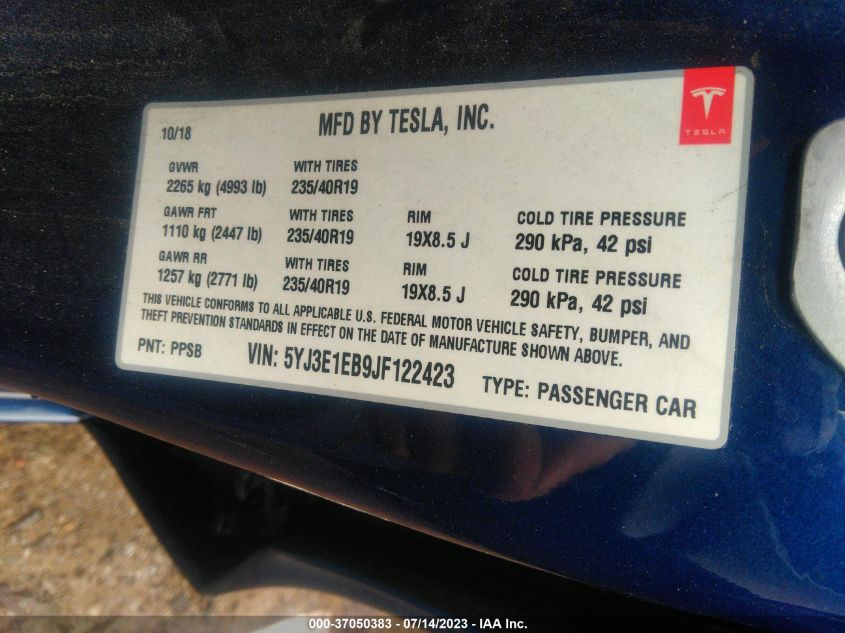 10/18 MFD BY TESLA, INC.
TESLA
GVWR WITH TIRES
2265 kg (4993 lb) 235/40R19
GAWR FRT WITH TIRES RIM COLD TIRE PRESSURE
1110 kg (2447 lb) 235/40R19 19X8.5 J 290 kPa, 42 psi
GAWR RR WITH TIRES RIM COLD TIRE PRESSURE
1257 kg (2771 lb) 235/40R19 19X8.5 J 290 kPa, 42 psi
THIS VEHICLE CONFORMS TO ALL APPLICABLE U.S. FEDERAL MOTOR VEHICLE SAFETY, BUMPER, AND
THEFT PREVENTION STANDARDS IN EFFECT ON THE DATE OF MANUFACTURE SHOWN ABOVE.
PNT: PPSB VIN: 5YJ3E1EB9JF122423 TYPE: PASSENGER CAR
000-37050383 - 07/14/2023 - IAA Inc.